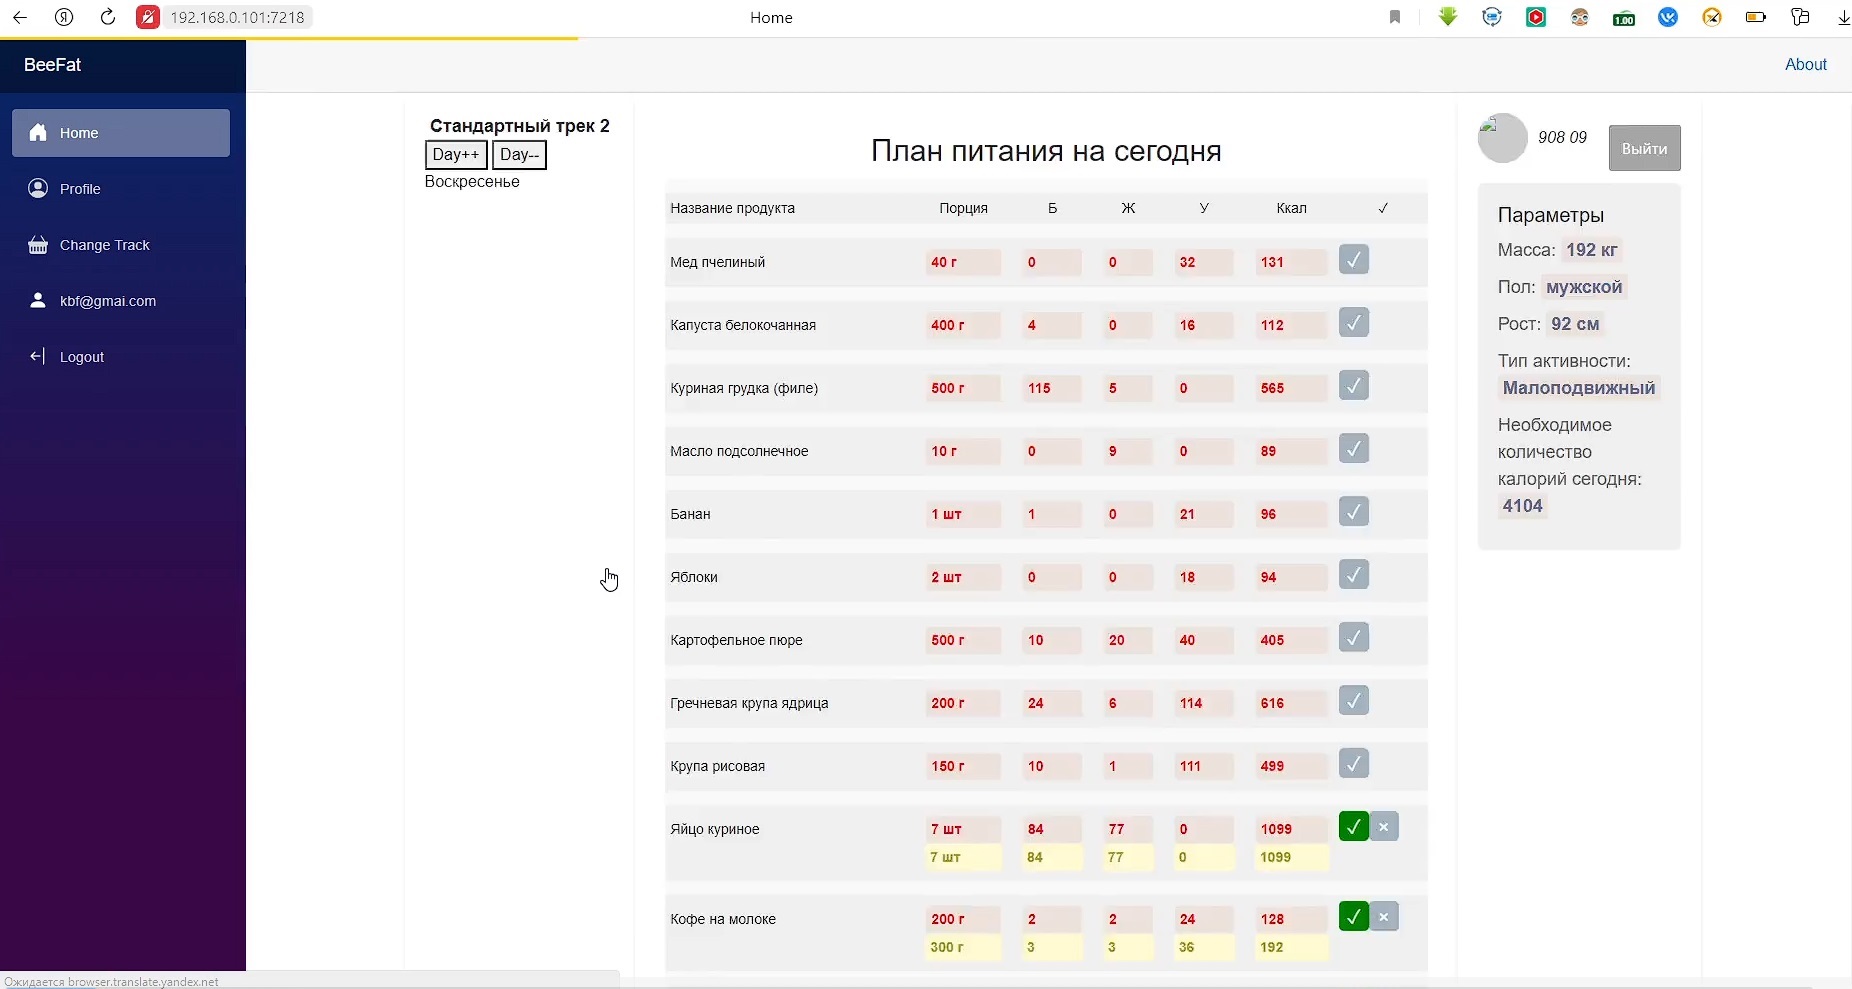 192.168.0.101:7218
Home
1.00
BeeFat
About
Home
Profile
Change Track
kbf@gmai.com
Logout
Стандартный трек 2
Day++ Day--
Воскресенье
План питания на сегодня
Название продукта Порция Б Ж У Ккал ✓
Мед пчелиный 40 г 0 0 32 131 ✓
Капуста белокочанная 400 г 4 0 16 112 ✓
Куриная грудка (филе) 500 г 115 5 0 565 ✓
Масло подсолнечное 10 г 0 9 0 89 ✓
Банан 1 шт 1 0 21 96 ✓
Яблоки 2 шт 0 0 18 94 ✓
Картофельное пюре 500 г 10 20 40 405 ✓
Гречневая крупа ядрица 200 г 24 6 114 616 ✓
Крупа рисовая 150 г 10 1 111 499 ✓
Яйцо куриное 7 шт 84 77 0 1099 ✓ ×
7 шт 84 77 0 1099
Кофе на молоке 200 г 2 2 24 128 ✓ ×
300 г 3 3 36 192
908 09
Выйти
Параметры
Масса: 192 кг
Пол: мужской
Рост: 92 см
Тип активности:
Малоподвижный
Необходимое
количество
калорий сегодня:
4104
Ожидается browser.translate.yandex.net